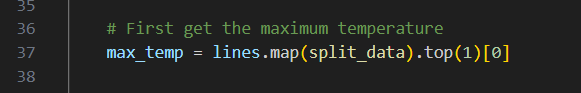 35
36 # First get the maximum temperature
37 max_temp = lines.map(split_data).top(1)[0]
38